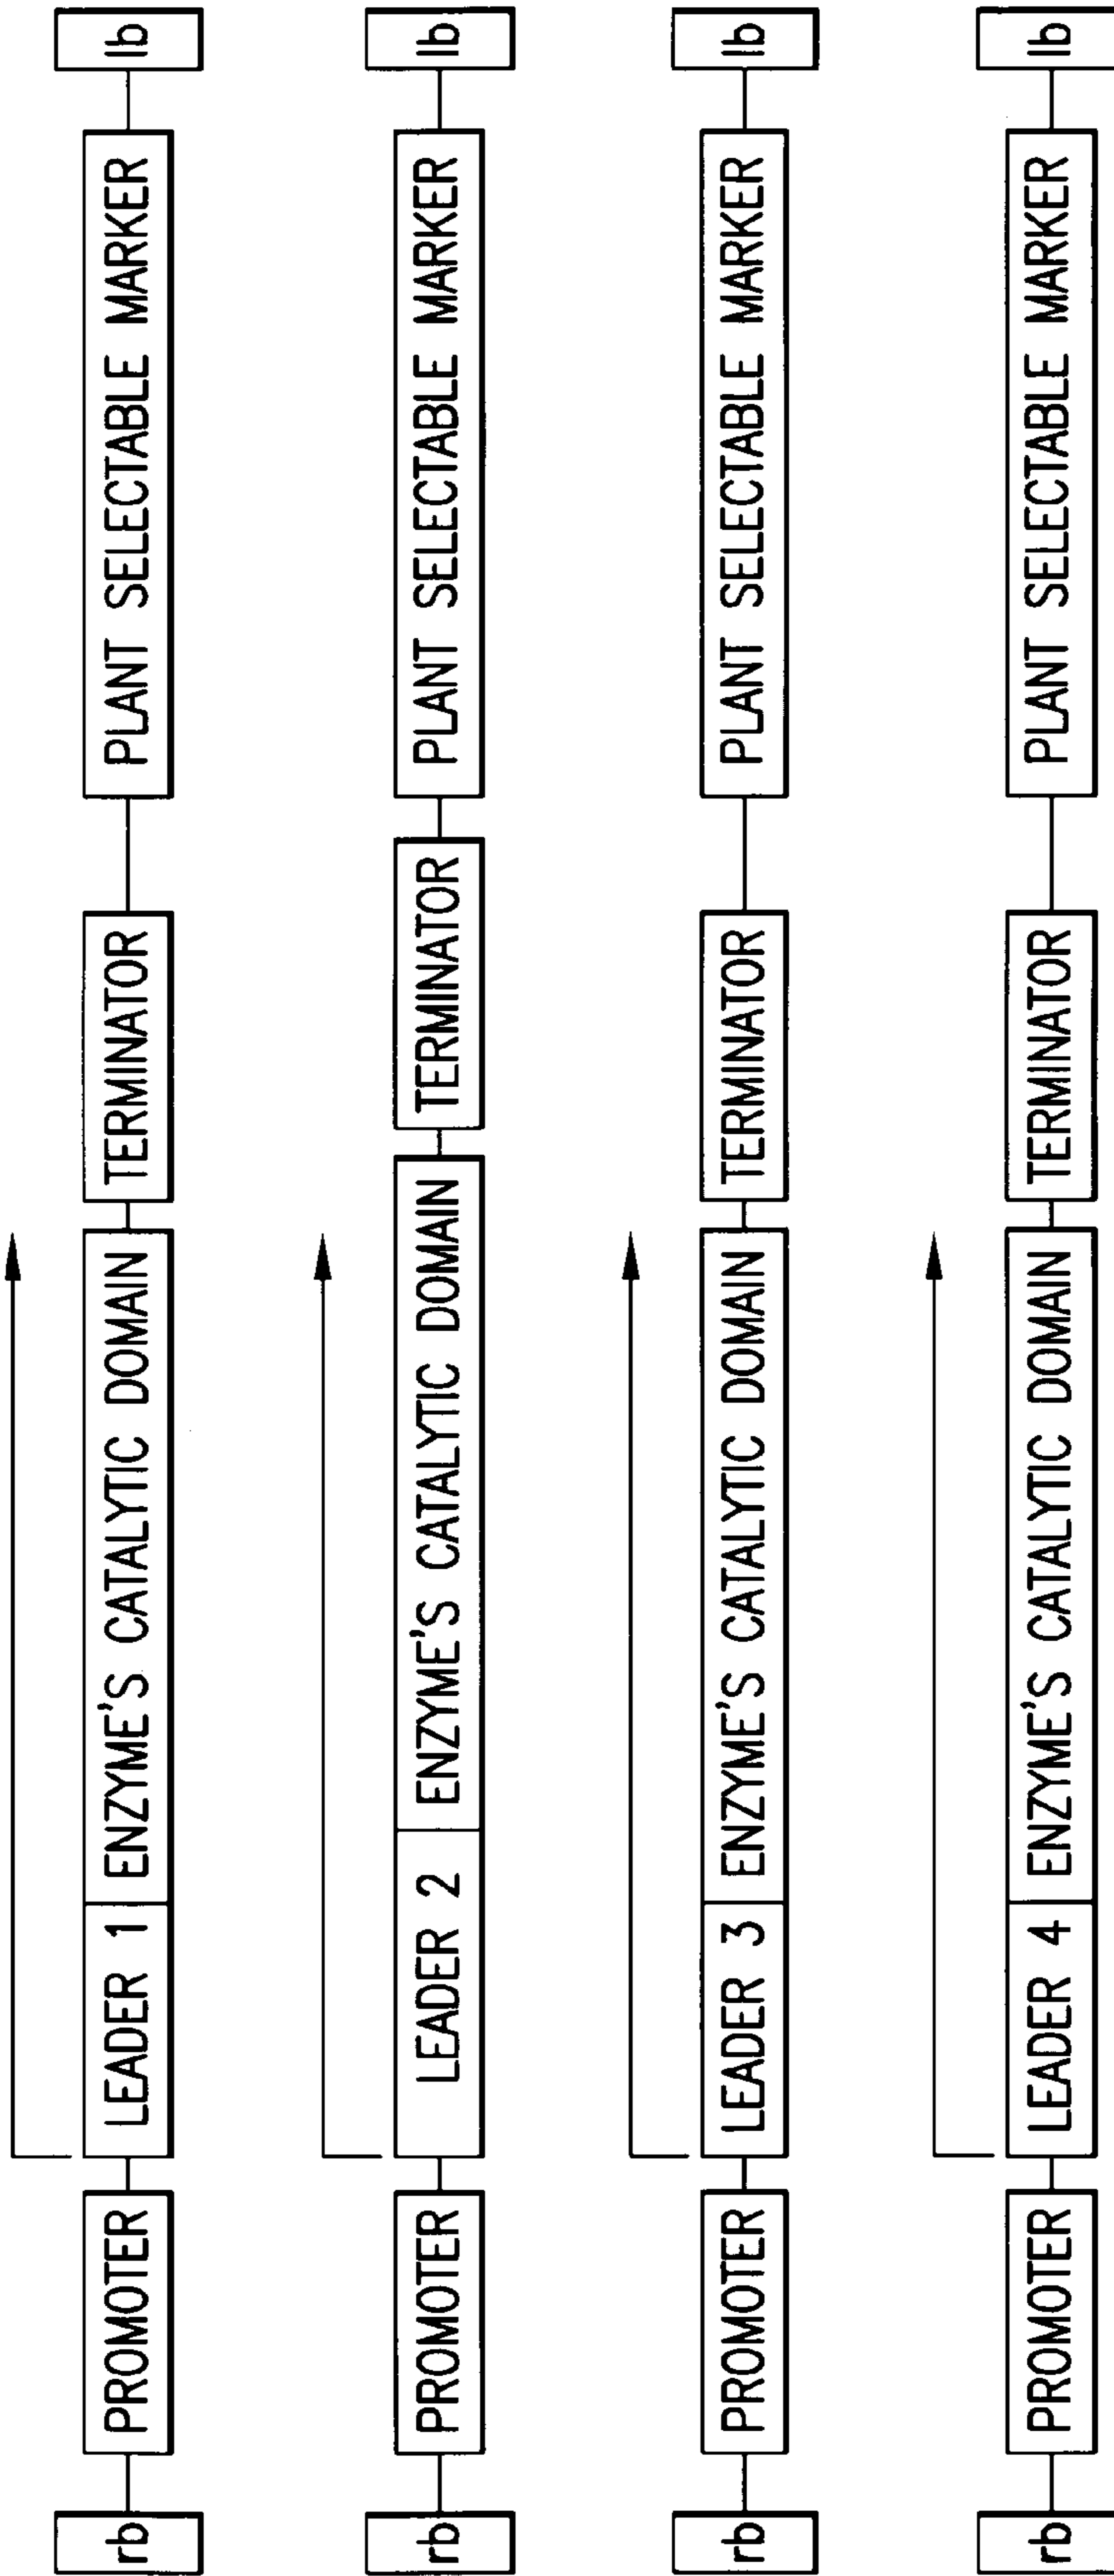 rb PROMOTER LEADER 1 ENZYME'S CATALYTIC DOMAIN TERMINATOR PLANT SELECTABLE MARKER lb
rb PROMOTER LEADER 2 ENZYME'S CATALYTIC DOMAIN TERMINATOR PLANT SELECTABLE MARKER lb
rb PROMOTER LEADER 3 ENZYME'S CATALYTIC DOMAIN TERMINATOR PLANT SELECTABLE MARKER lb
rb PROMOTER LEADER 4 ENZYME'S CATALYTIC DOMAIN TERMINATOR PLANT SELECTABLE MARKER lb